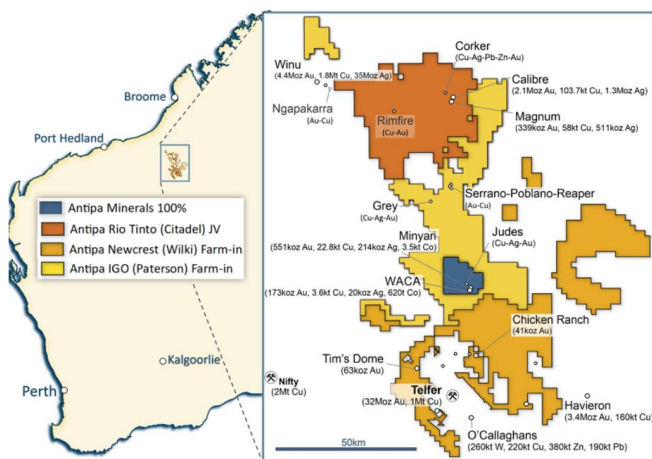 Broome
Port Hedland
Antipa Minerals 100%
Antipa Rio Tinto (Citadel) JV
Antipa Newcrest (Wilki) Farm-in
Antipa IGO (Paterson) Farm-in
Kalgoorlie
Perth
Winu
(4.4Moz Au, 1.8Mt Cu, 35Moz Ag)
Ngapakarra
(Au-Cu)
Corker
(Cu-Ag-Pb-Zn-Au)
Calibre
(2.1Moz Au, 103.7kt Cu, 1.3Moz Ag)
Magnum
(339koz Au, 58kt Cu, 511koz Ag)
Rimfire
(Cu-Au)
Serrano-Poblano-Reaper
(Au-Cu)
Grey
(Cu-Ag-Au)
Judes
(Cu-Ag-Au)
Minyari
(551koz Au, 22.8kt Cu, 214koz Ag, 3.5kt Co)
WACA
(173koz Au, 3.6kt Cu, 20koz Ag, 620t Co)
Chicken Ranch
(41koz Au)
Tim's Dome
(63koz Au)
Nifty
(2Mt Cu)
Telfer
(32Moz Au, 1Mt Cu)
Havieron
(3.4Moz Au, 160kt Cu)
O'Callaghans
(260kt W, 220kt Cu, 380kt Zn, 190kt Pb)
50km